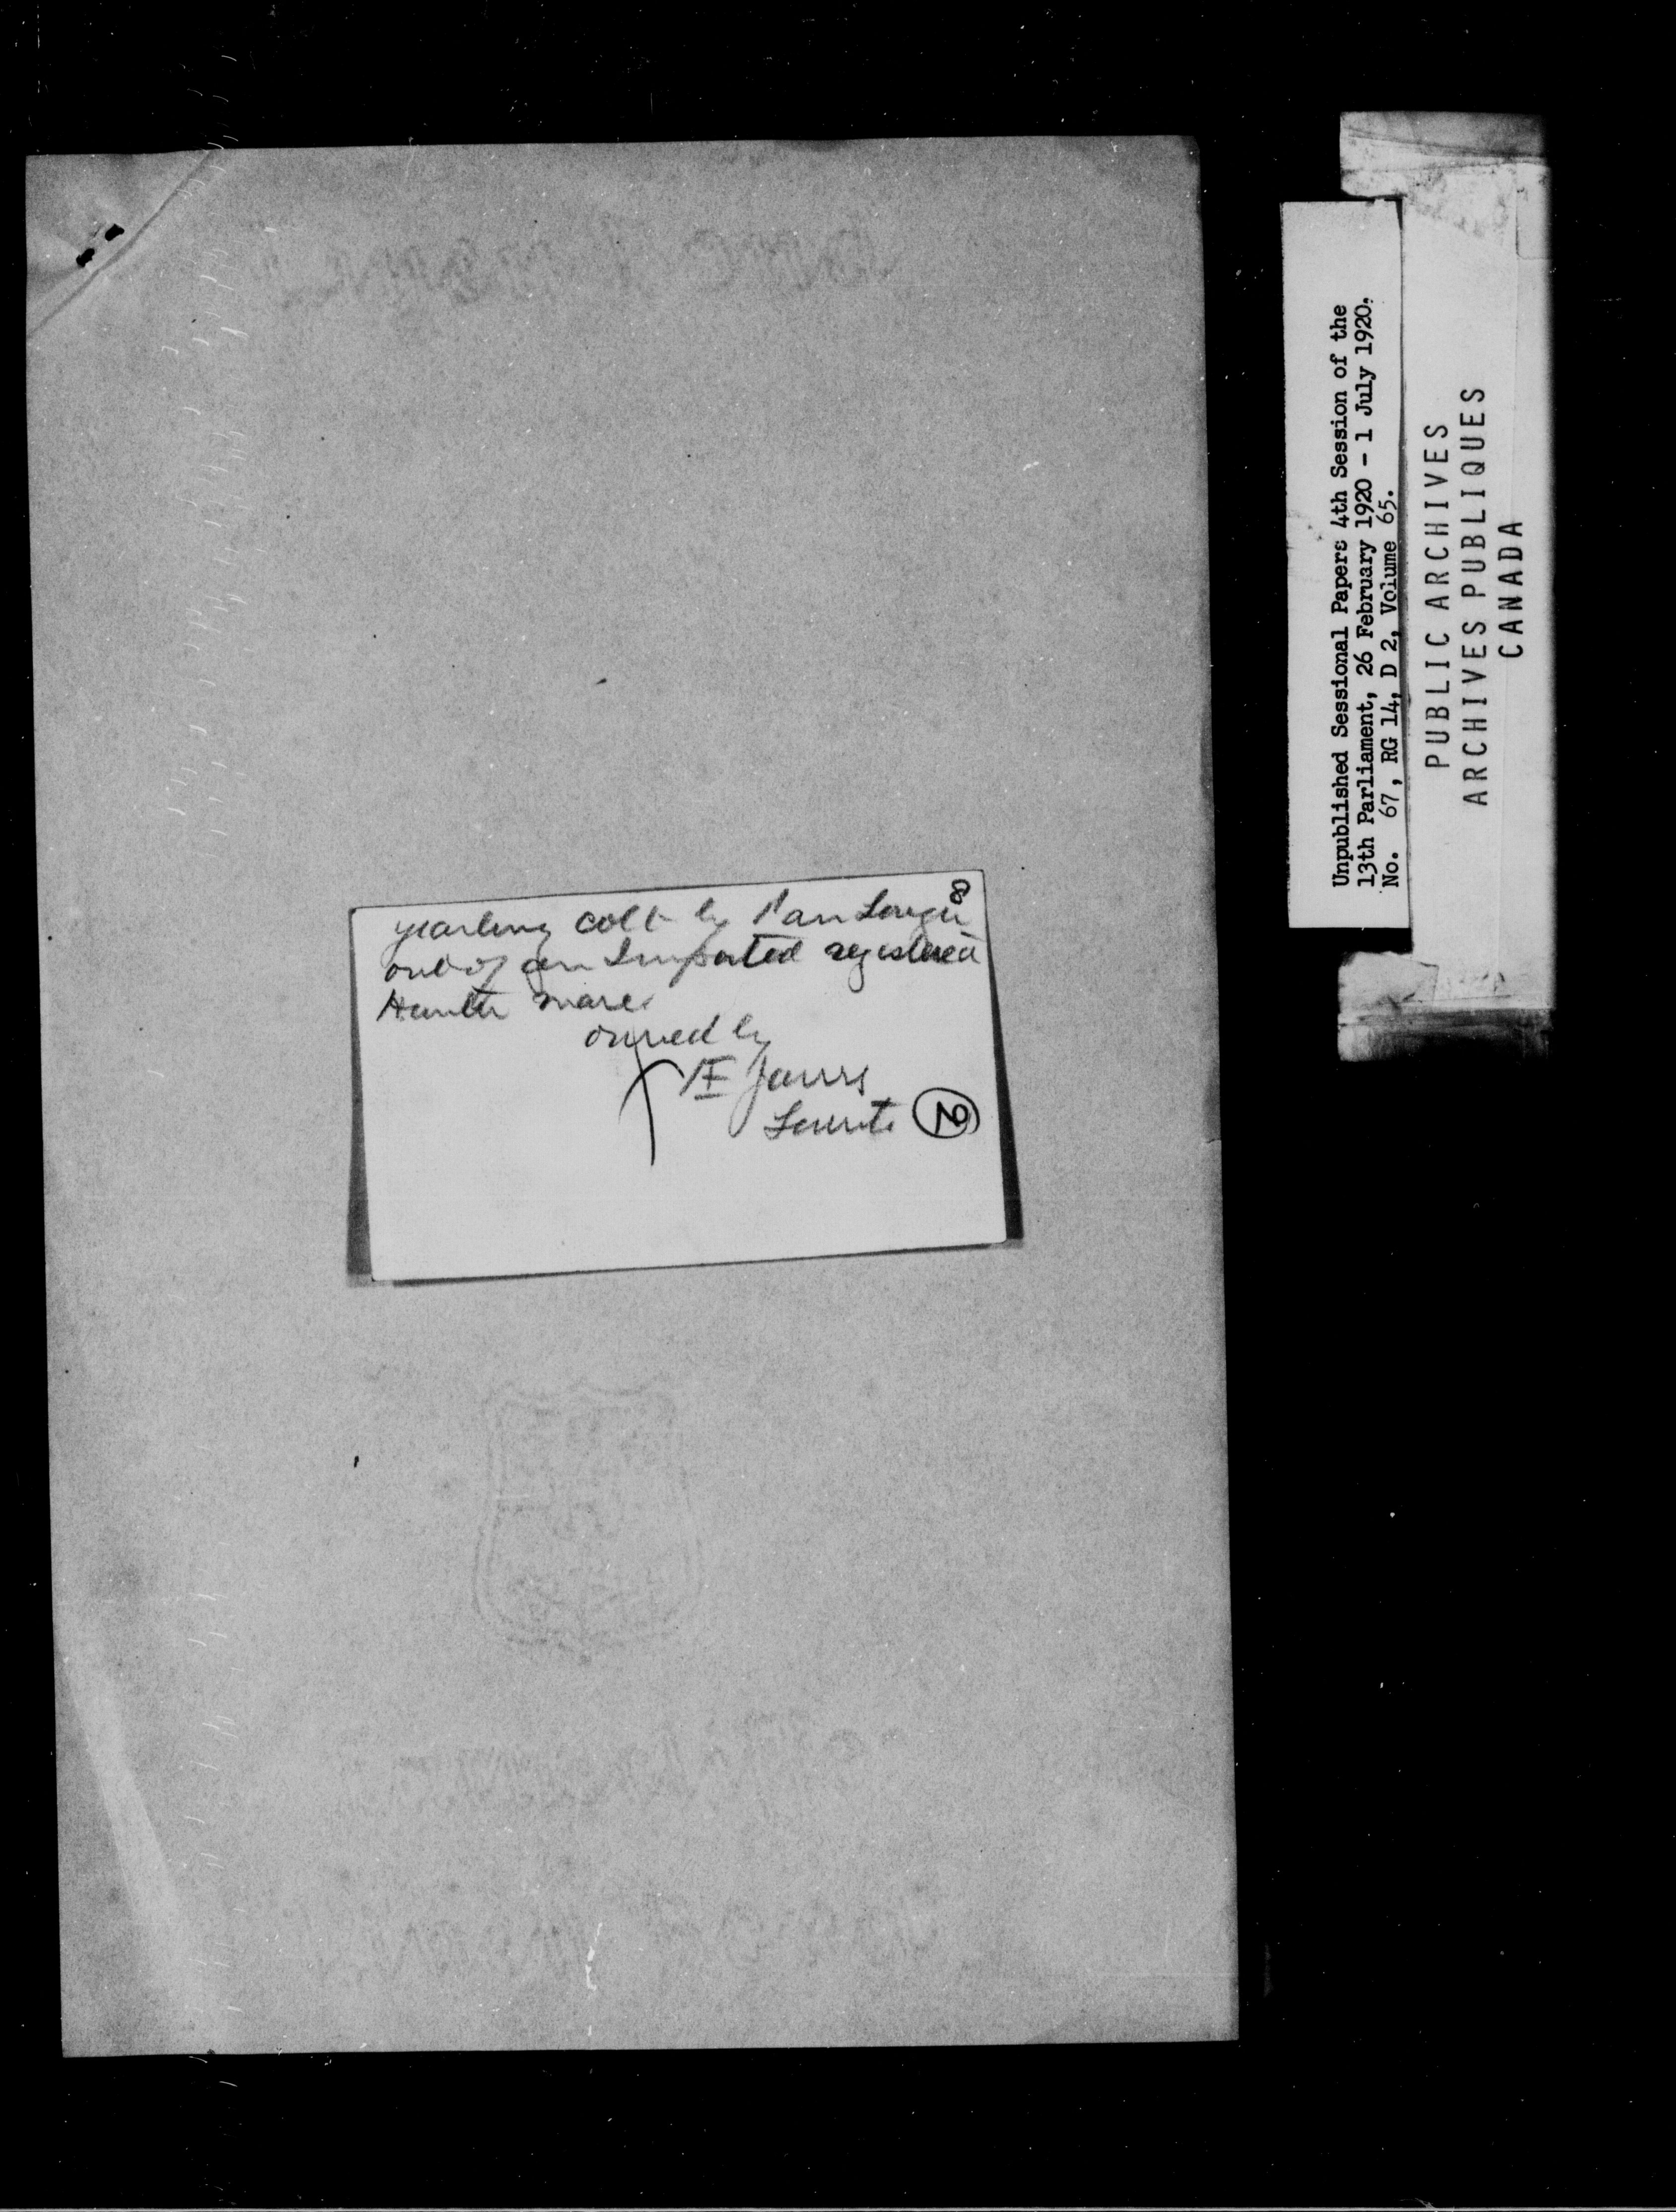 8
yearling colt by
out of an Imported registered
Hunter mare
owned by
Æ Jarvis
Toronto 2
Unpublished Sessional Papers 4th Session of the
13th Parliament, 26 February 1920 - 1 July 1920.
No. 67, RG 14, D 2, Volume 65.
PUBLIC ARCHIVES
ARCHIVES PUBLIQUES
CANADA